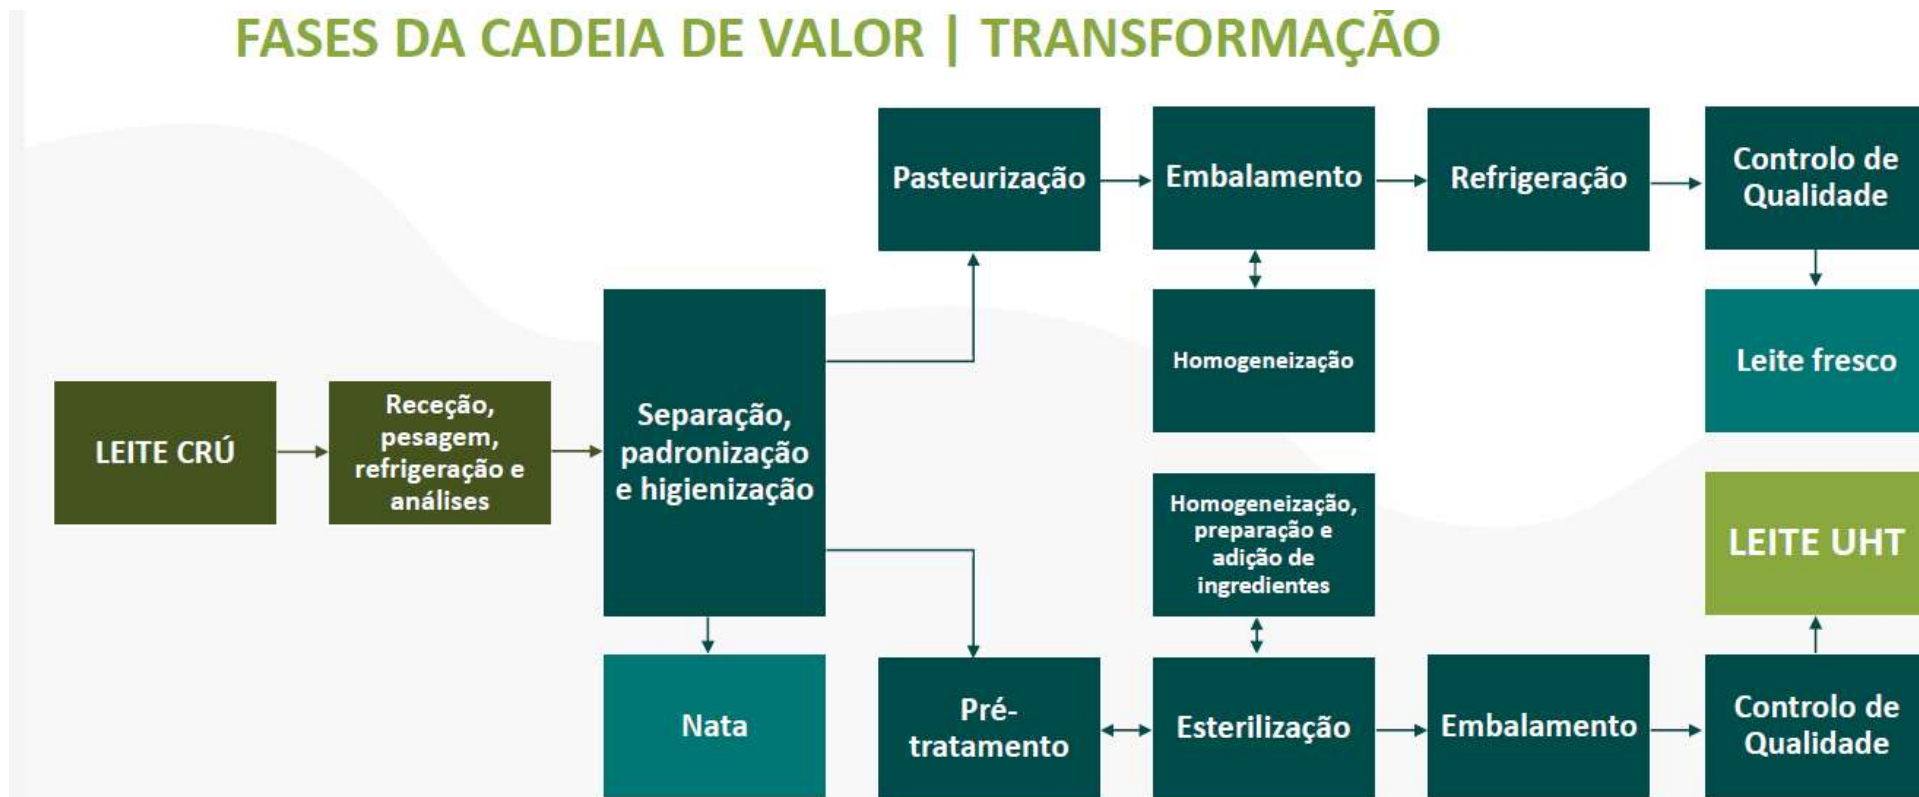 FASES DA CADEIA DE VALOR | TRANSFORMAÇÃO
Pasteurização
Embalamento
Refrigeração
Controlo de
Qualidade
Homogeneização
Leite fresco
LEITE CRÚ
Receção,
pesagem,
refrigeração e
análises
Separação,
padronização
e higienização
Homogeneização,
preparação e
adição de
ingredientes
LEITE UHT
Nata
Pré-
tratamento
Esterilização
Embalamento
Controlo de
Qualidade